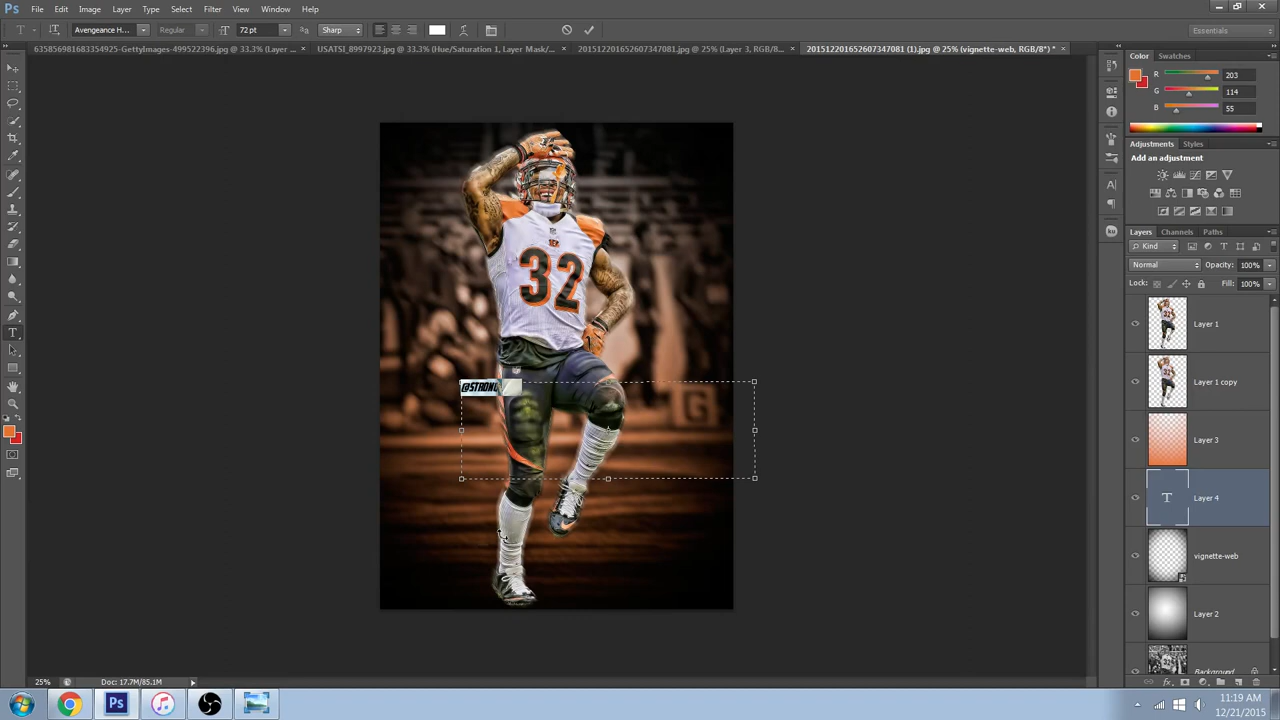 Ps File Edit Image Layer Type Select Filter View Window Help
T Avengeance H... Regular 72 pt Sharp Essentials
635856981683354925-GettyImages-499522396.jpg @ 33.3% (Layer ... × USATSI_8997923.jpg @ 33.3% (Hue/Saturation 1, Layer Mask/... × 201512201652607347081.jpg @ 25% (Layer 3, RGB/8... × 201512201652607347081 (1).jpg @ 25% (vignette-web, RGB/8*) * ×
Color Swatches
R 203
G 114
B 55
Adjustments Styles
Add an adjustment
Layers Channels Paths
Kind
Normal Opacity: 100%
Lock: Fill: 100%
Layer 1
Layer 1 copy
Layer 3
T Layer 4
vignette-web
Layer 2
Background
32
G
@STRONG
25% Doc: 17.7M/85.1M
Ps 11:19 AM
12/21/2015